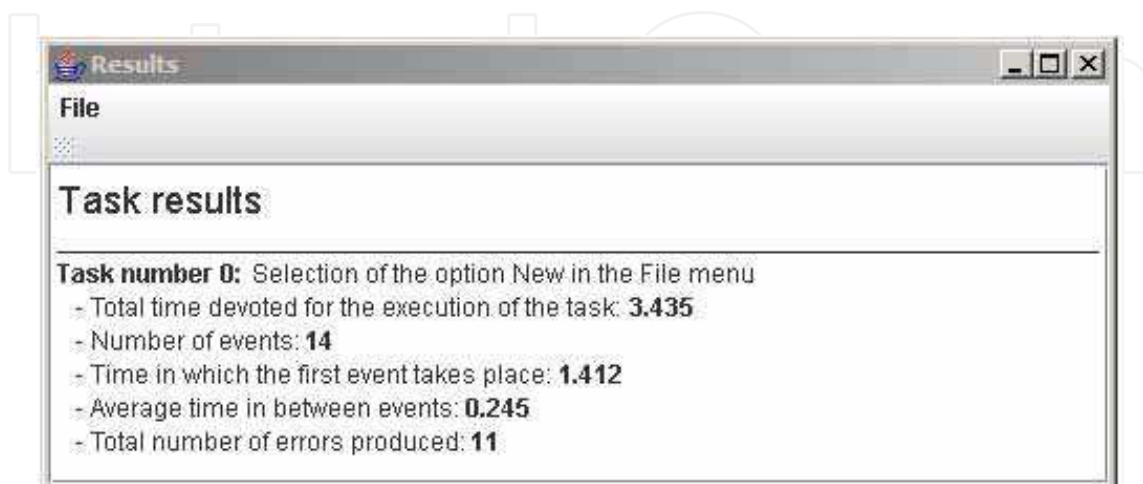 Results
File
Task results
Task number 0: Selection of the option New in the File menu
- Total time devoted for the execution of the task: 3.435
- Number of events: 14
- Time in which the first event takes place: 1.412
- Average time in between events: 0.245
- Total number of errors produced: 11